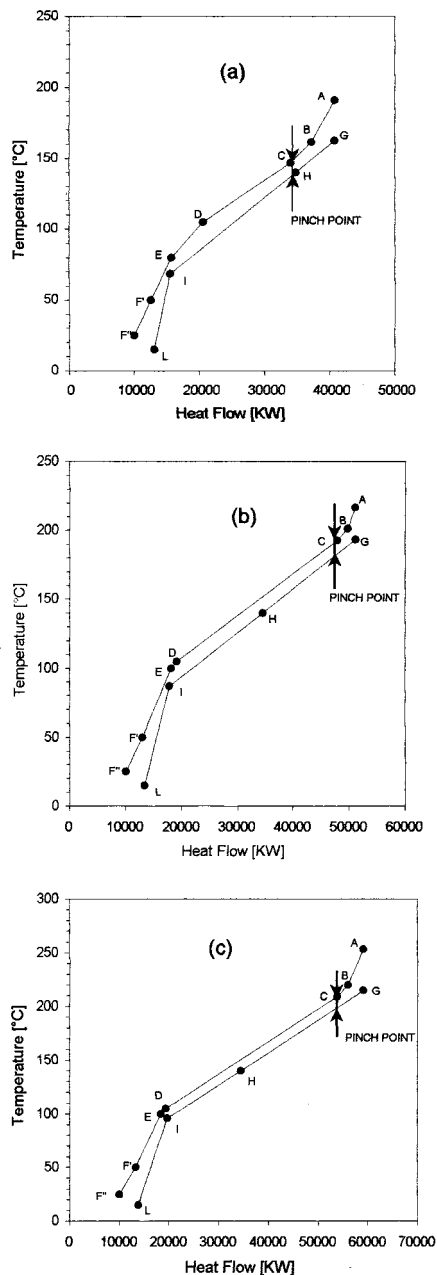 (a)
250
200
150
100
50
0
Temperature [°C]
A
B
G
C
H
PINCH POINT
D
E
I
F'
F"
L
0 10000 20000 30000 40000 50000
Heat Flow [KW]
(b)
250
200
150
100
50
0
Temperature [°C]
A
B
C
G
PINCH POINT
H
D
E
I
F'
F"
L
0 10000 20000 30000 40000 50000 60000
Heat Flow [KW]
(c)
300
250
200
150
100
50
0
Temperature [°C]
A
B
C
G
PINCH POINT
H
D
E
I
F'
F"
L
0 10000 20000 30000 40000 50000 60000 70000
Heat Flow [KW]